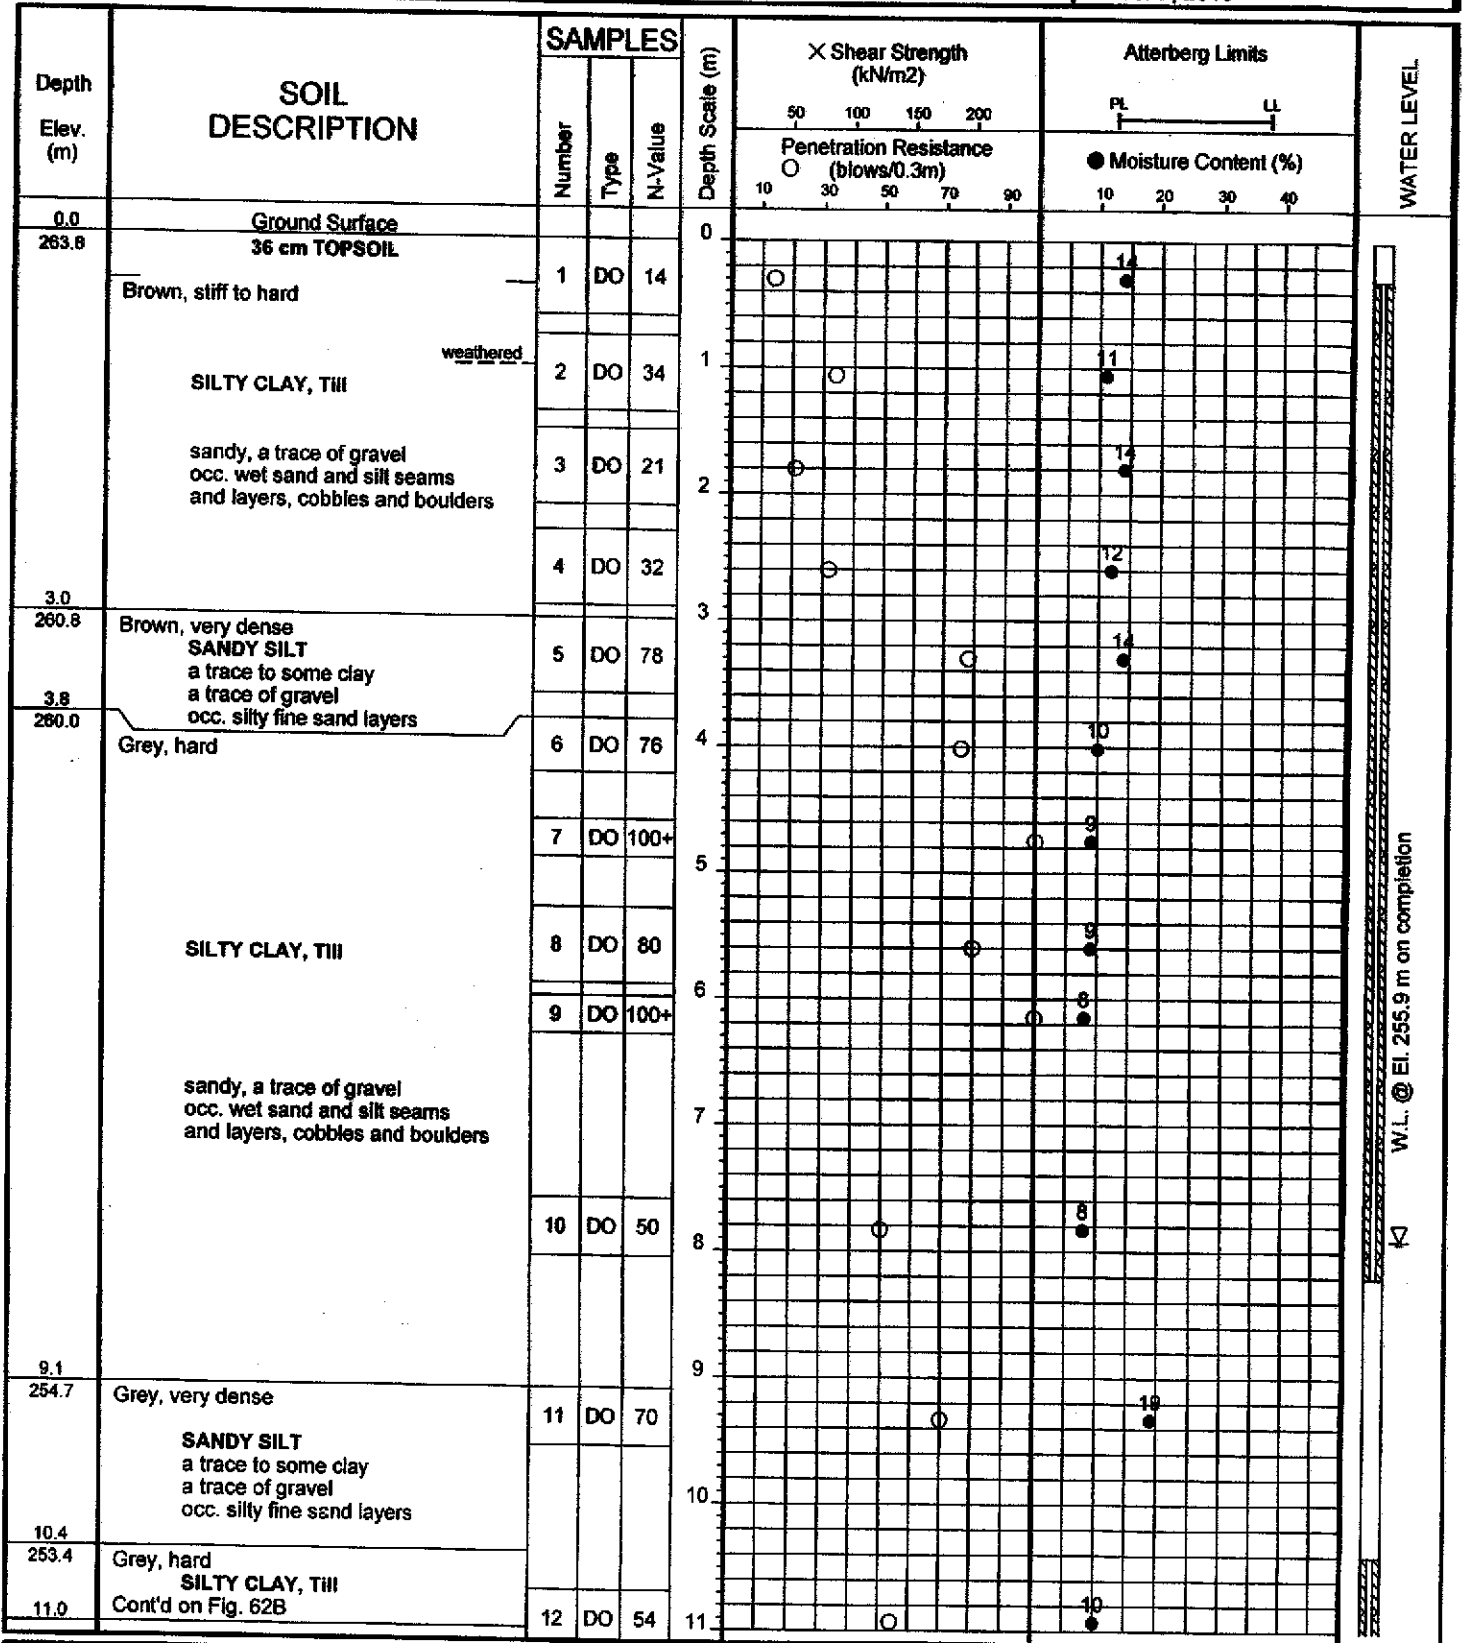 SAMPLES
Depth
Elev.
(m)
SOIL
DESCRIPTION
Number
Type
N-Value
Depth Scale (m)
X Shear Strength
(kN/m2)
50 100 150 200
Penetration Resistance
O (blows/0.3m)
10 30 50 70 90
Atterberg Limits
PL LL
● Moisture Content (%)
10 20 30 40
WATER LEVEL
0.0 Ground Surface 0
263.8 36 cm TOPSOIL
1 DO 14 14
Brown, stiff to hard
weathered
1
2 DO 34 11
SILTY CLAY, Till
sandy, a trace of gravel
occ. wet sand and silt seams
and layers, cobbles and boulders
3 DO 21 14
2
4 DO 32 12
3.0 3
260.8 Brown, very dense
SANDY SILT
a trace to some clay
a trace of gravel
occ. silty fine sand layers
5 DO 78 14
3.8
260.0
Grey, hard
6 DO 76 4 10
7 DO 100+ 9
5
SILTY CLAY, Till
8 DO 80 9
6
9 DO 100+ 8
sandy, a trace of gravel
occ. wet sand and silt seams
and layers, cobbles and boulders
7
10 DO 50 8
8
W.L. @ El. 255.9 m on completion
9.1 9
254.7 Grey, very dense
11 DO 70
SANDY SILT
a trace to some clay
a trace of gravel
occ. silty fine sand layers
10
10.4
253.4 Grey, hard
SILTY CLAY, Till
11.0 Cont'd on Fig. 62B
12 DO 54 11 10